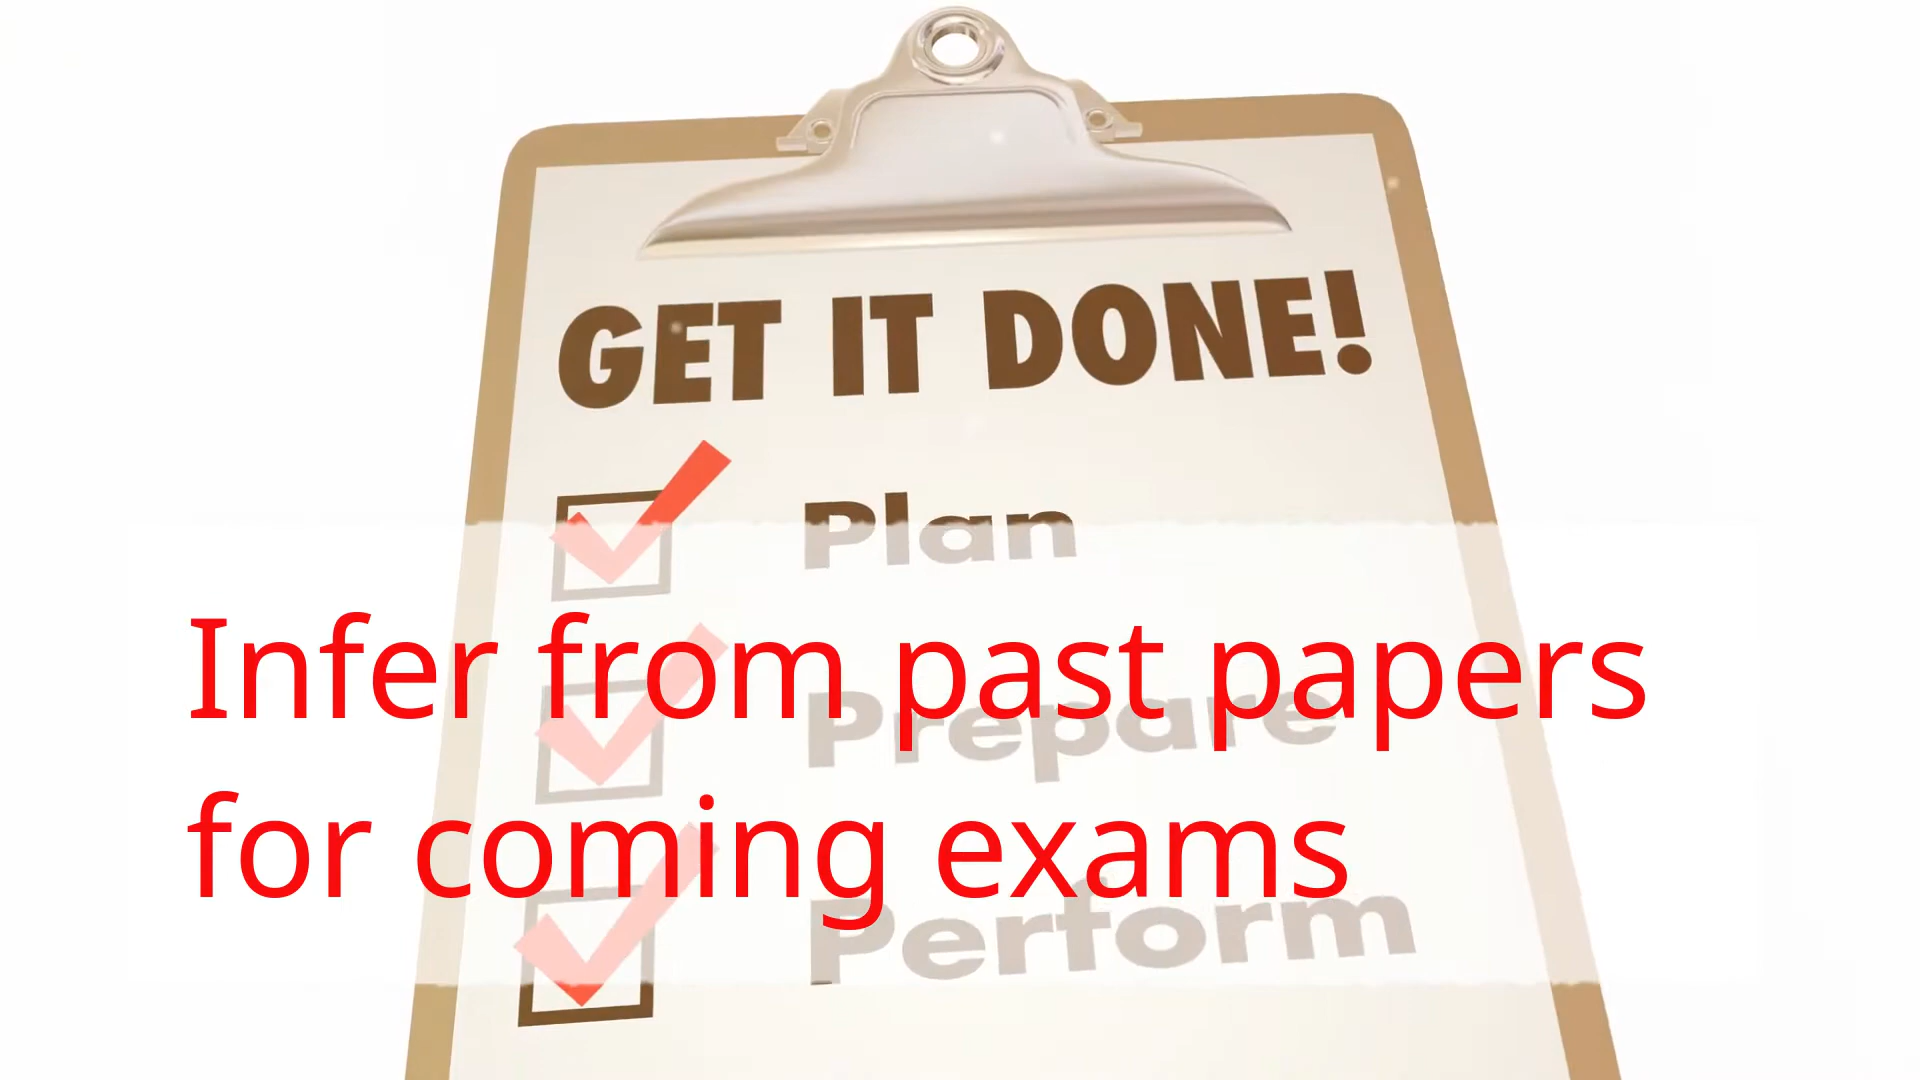 GET IT DONE!
Plan
Prepare
Perform
Infer from past papers
for coming exams